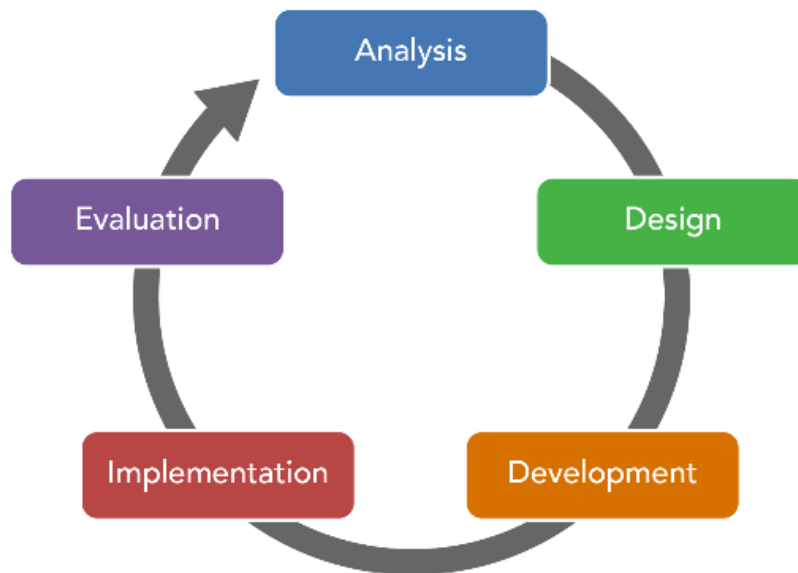 Analysis
Design
Development
Implementation
Evaluation